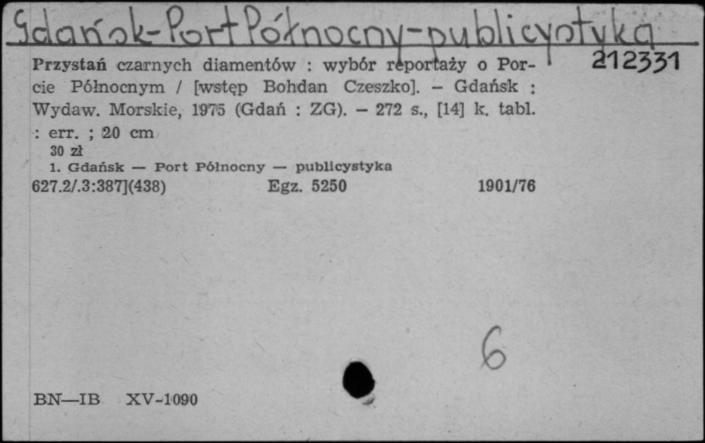 Gdańsk-Port Północny-publicystyka
212331
Przystań czarnych diamentów : wybór reportaży o Por-
cie Północnym / [wstęp Bohdan Czeszko]. — Gdańsk :
Wydaw. Morskie, 1975 (Gdań : ZG). — 272 s., [14] k. tabl.
: err. ; 20 cm
30 zł
1. Gdańsk — Port Północny — publicystyka
627.2/.3:387](438) Egz. 5250 1901/76
6
BN—IB XV-1090